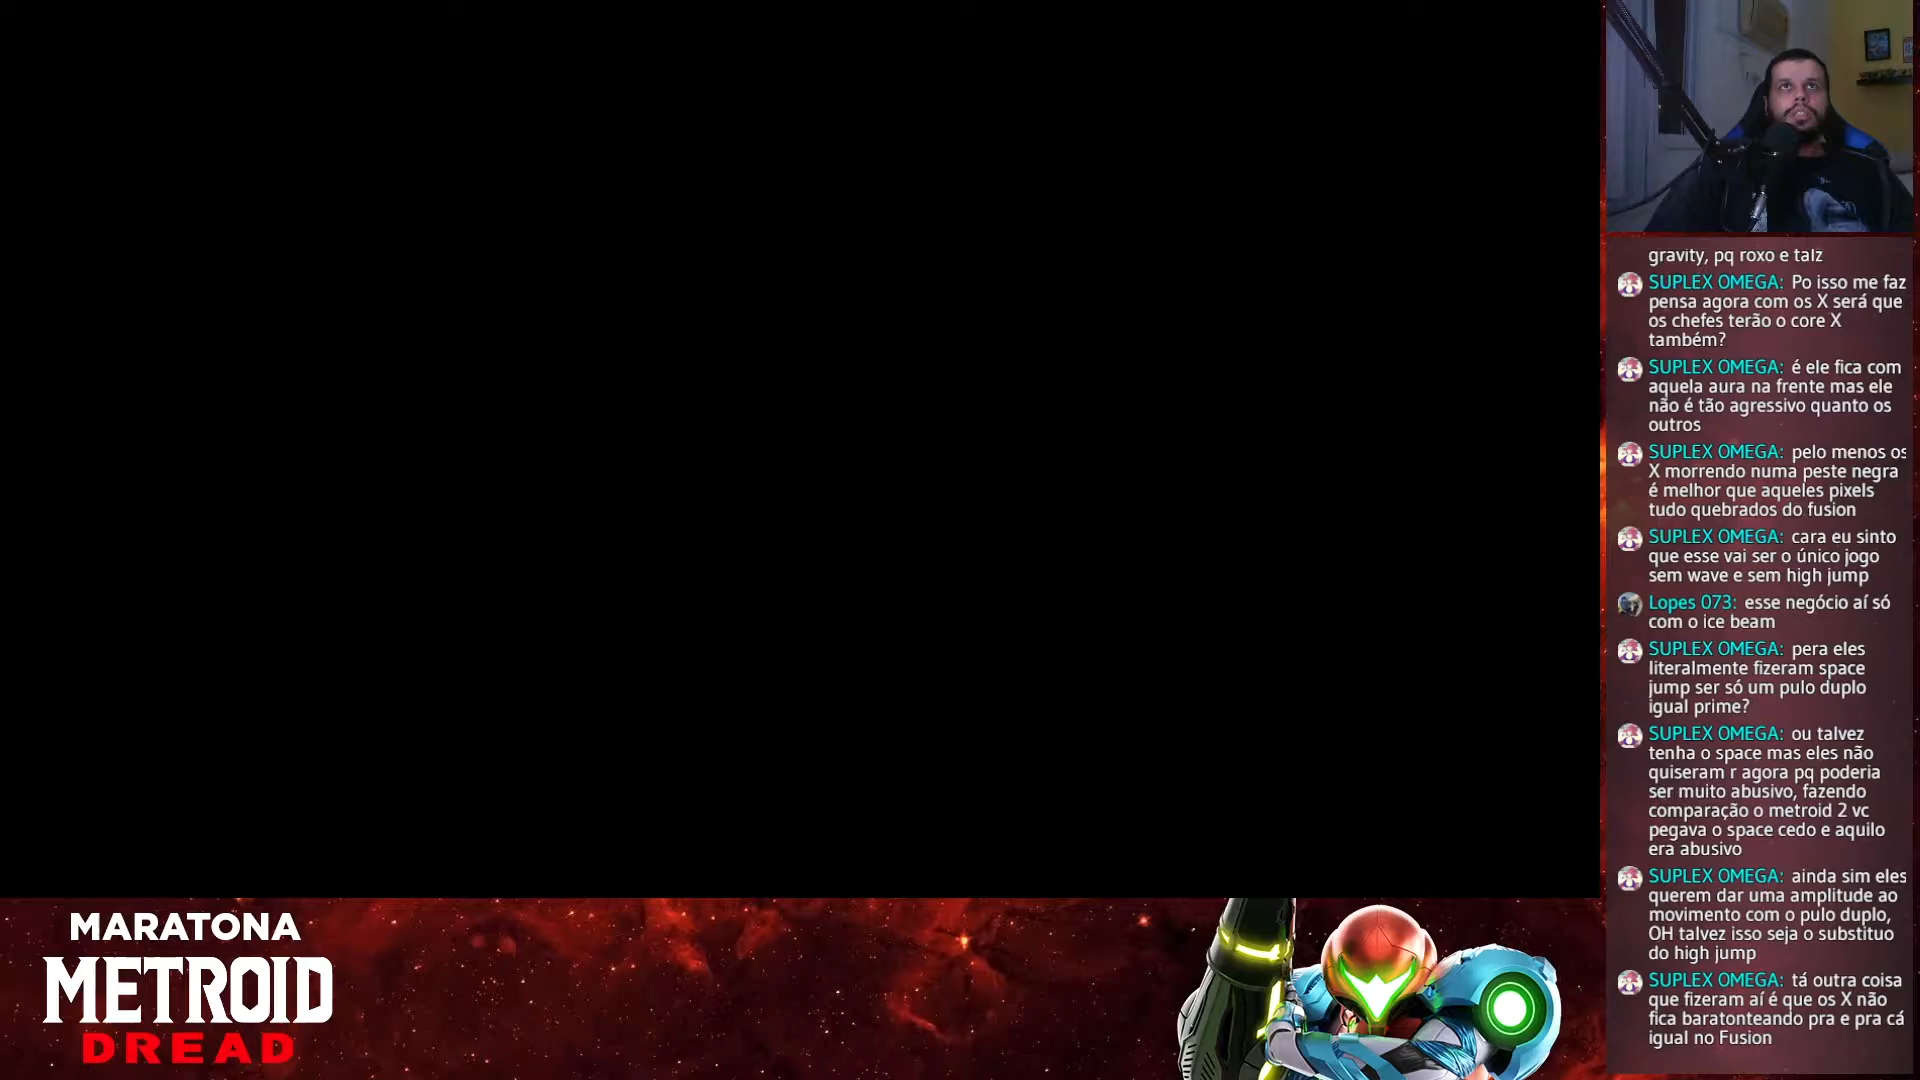 gravity, pq roxo e talz
SUPLEX OMEGA: Po isso me faz
pensa agora com os X será que
os chefes terão o core X
também?
SUPLEX OMEGA: é ele fica com
aquela aura na frente mas ele
não é tão agressivo quanto os
outros
SUPLEX OMEGA: pelo menos os
X morrendo numa peste negra
é melhor que aqueles pixels
tudo quebrados do fusion
SUPLEX OMEGA: cara eu sinto
que esse vai ser o único jogo
sem wave e sem high jump
Lopes 073: esse negócio aí só
com o ice beam
SUPLEX OMEGA: pera eles
literalmente fizeram space
jump ser só um pulo duplo
igual prime?
SUPLEX OMEGA: ou talvez
tenha o space mas eles não
quiseram r agora pq poderia
ser muito abusivo, fazendo
comparação o metroid 2 vc
pegava o space cedo e aquilo
era abusivo
SUPLEX OMEGA: ainda sim eles
querem dar uma amplitude ao
movimento com o pulo duplo,
OH talvez isso seja o substituo
do high jump
SUPLEX OMEGA: tá outra coisa
que fizeram aí é que os X não
fica baratonteando pra e pra cá
igual no Fusion
MARATONA
METROID
DREAD